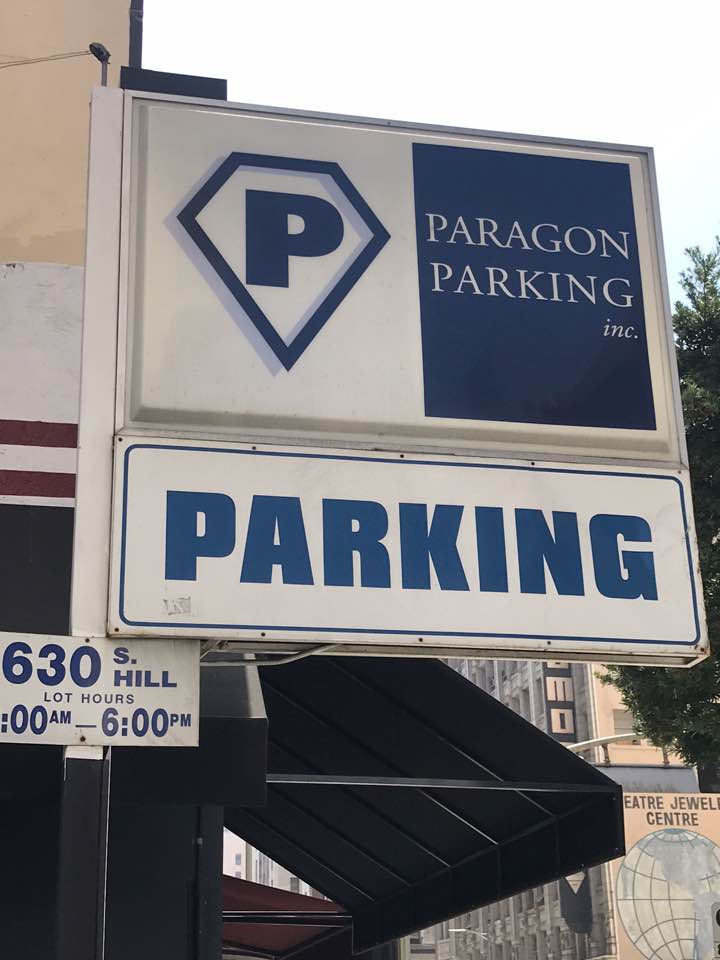 P
PARAGON
PARKING
inc.
PARKING
630 S. HILL
LOT HOURS
:00AM — 6:00PM
EATRE JEWEL
CENTRE